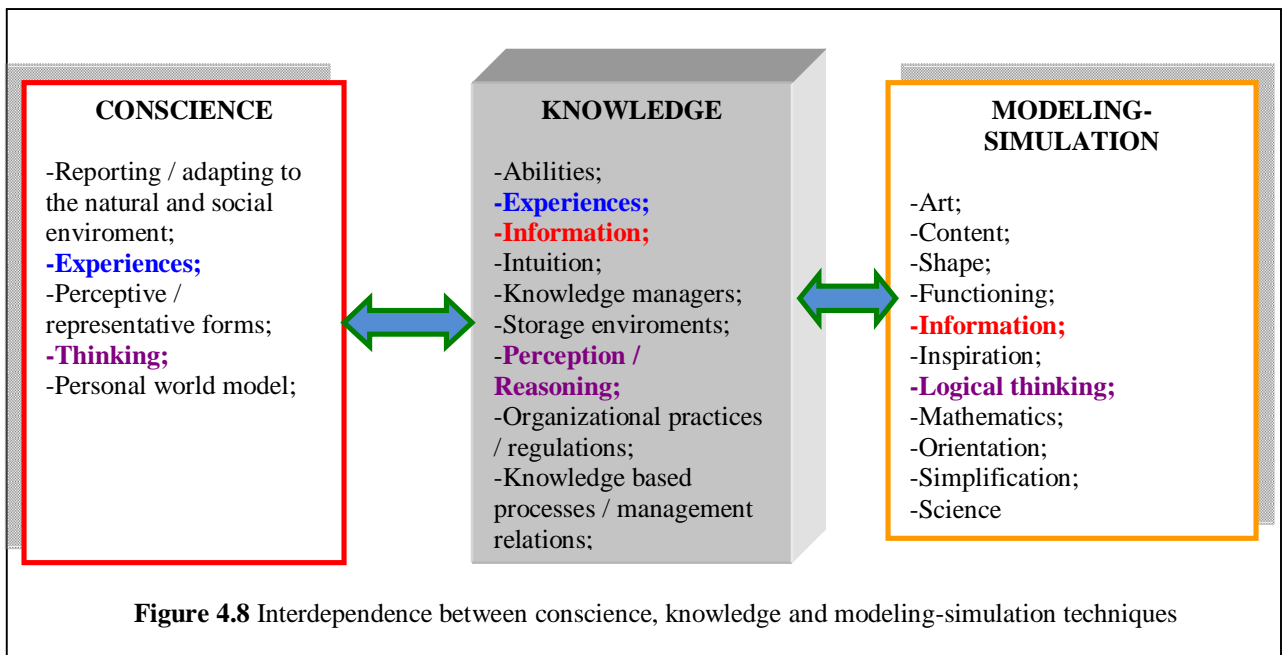 CONSCIENCE
-Reporting / adapting to
the natural and social
enviroment;
-Experiences;
-Perceptive /
representative forms;
-Thinking;
-Personal world model;
KNOWLEDGE
-Abilities;
-Experiences;
-Information;
-Intuition;
-Knowledge managers;
-Storage enviroments;
-Perception /
Reasoning;
-Organizational practices
/ regulations;
-Knowledge based
processes / management
relations;
MODELING-
SIMULATION
-Art;
-Content;
-Shape;
-Functioning;
-Information;
-Inspiration;
-Logical thinking;
-Mathematics;
-Orientation;
-Simplification;
-Science
Figure 4.8 Interdependence between conscience, knowledge and modeling-simulation techniques